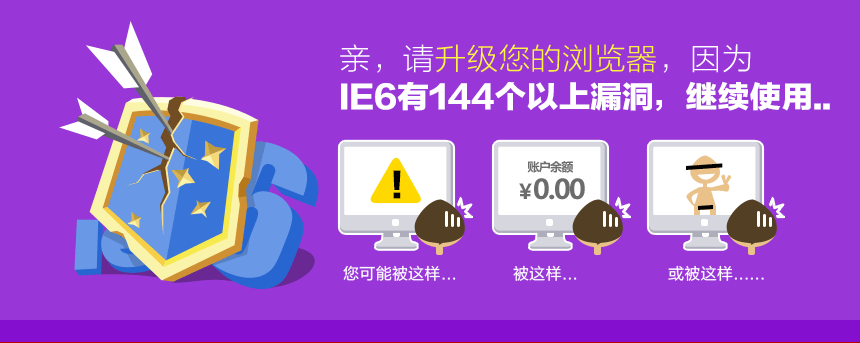 亲，请升级您的浏览器，因为
IE6有144个以上漏洞，继续使用..
!
账户余额
¥0.00
您可能被这样...
被这样...
或被这样......
IE6